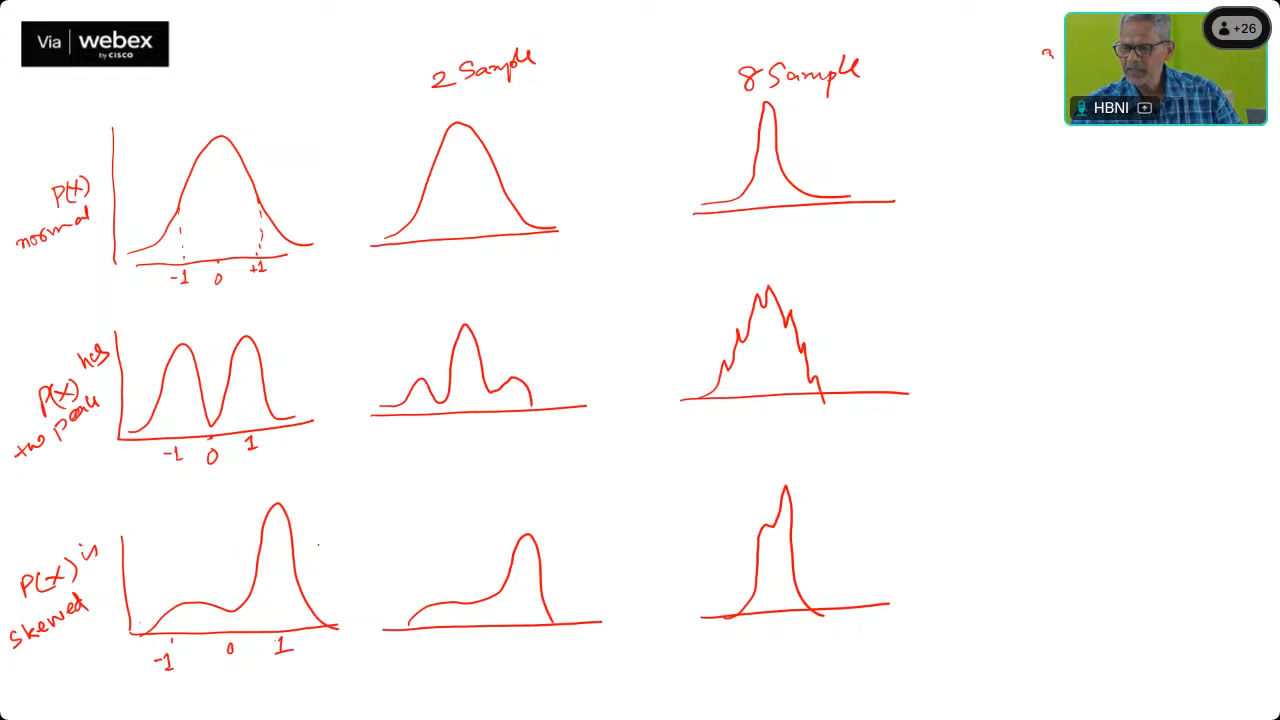 Via webex
by CISCO
+26
HBNI
2 Sample
8 Sample
P(X)
normal
-1 0 +1
P(X) has
two peak
-1 0 1
P(X) is
skewed
-1 0 1